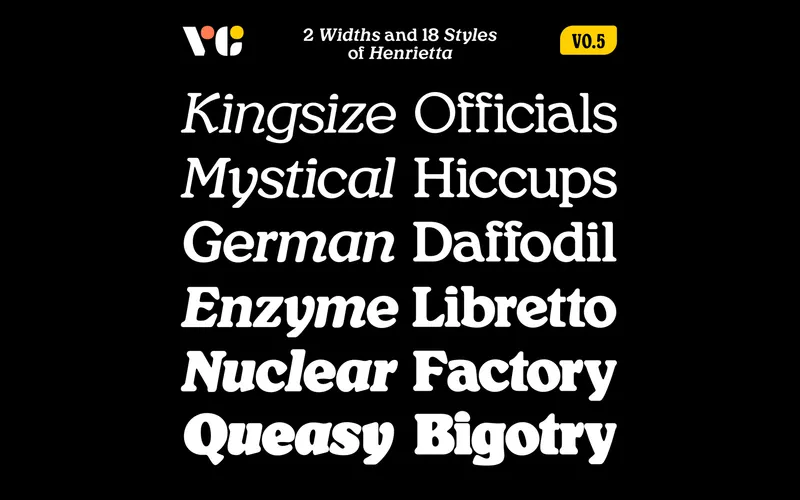 VG
2 Widths and 18 Styles
of Henrietta
V0.5
Kingsize Officials
Mystical Hiccups
German Daffodil
Enzyme Libretto
Nuclear Factory
Queasy Bigotry